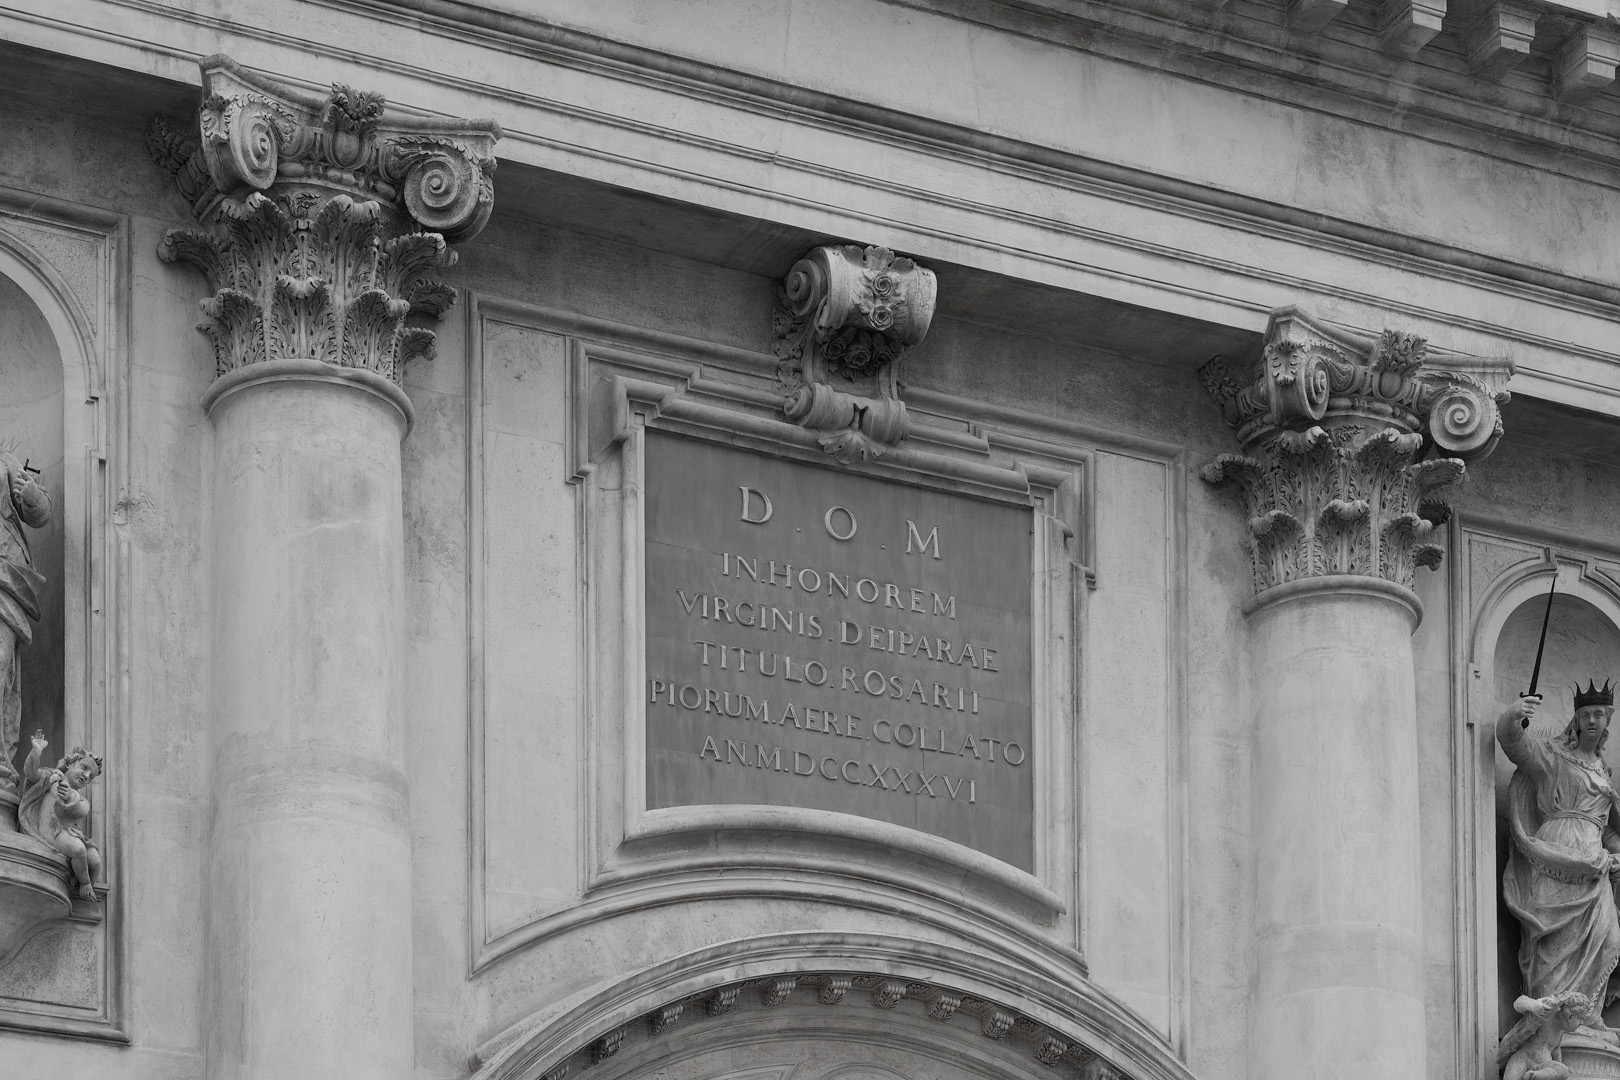 D . O . M
IN.HONOREM
VIRGINIS.DEIPARAE
TITULO.ROSARII
PIORUM.AERE.COLLATO
AN.M.DCC.XXXVI